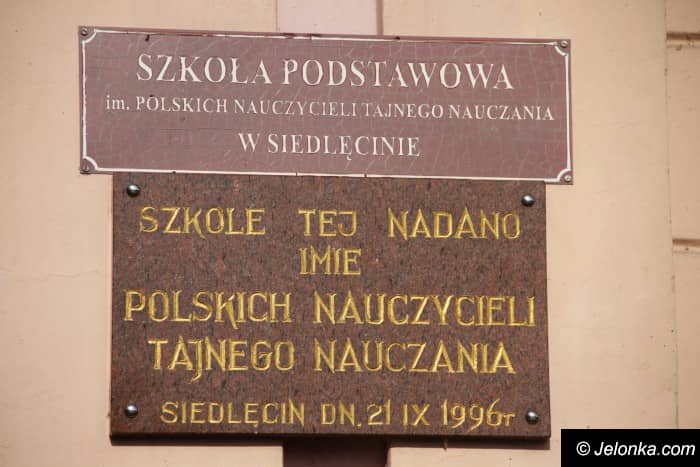 SZKOŁA PODSTAWOWA
im. POLSKICH NAUCZYCIELI TAJNEGO NAUCZANIA
W SIEDLĘCINIE
SZKOLE TEJ NADANO
IMIE
POLSKICH NAUCZYCIELI
TAJNEGO NAUCZANIA
SIEDLĘCIN DN. 21 IX 1996r
© Jelonka.com